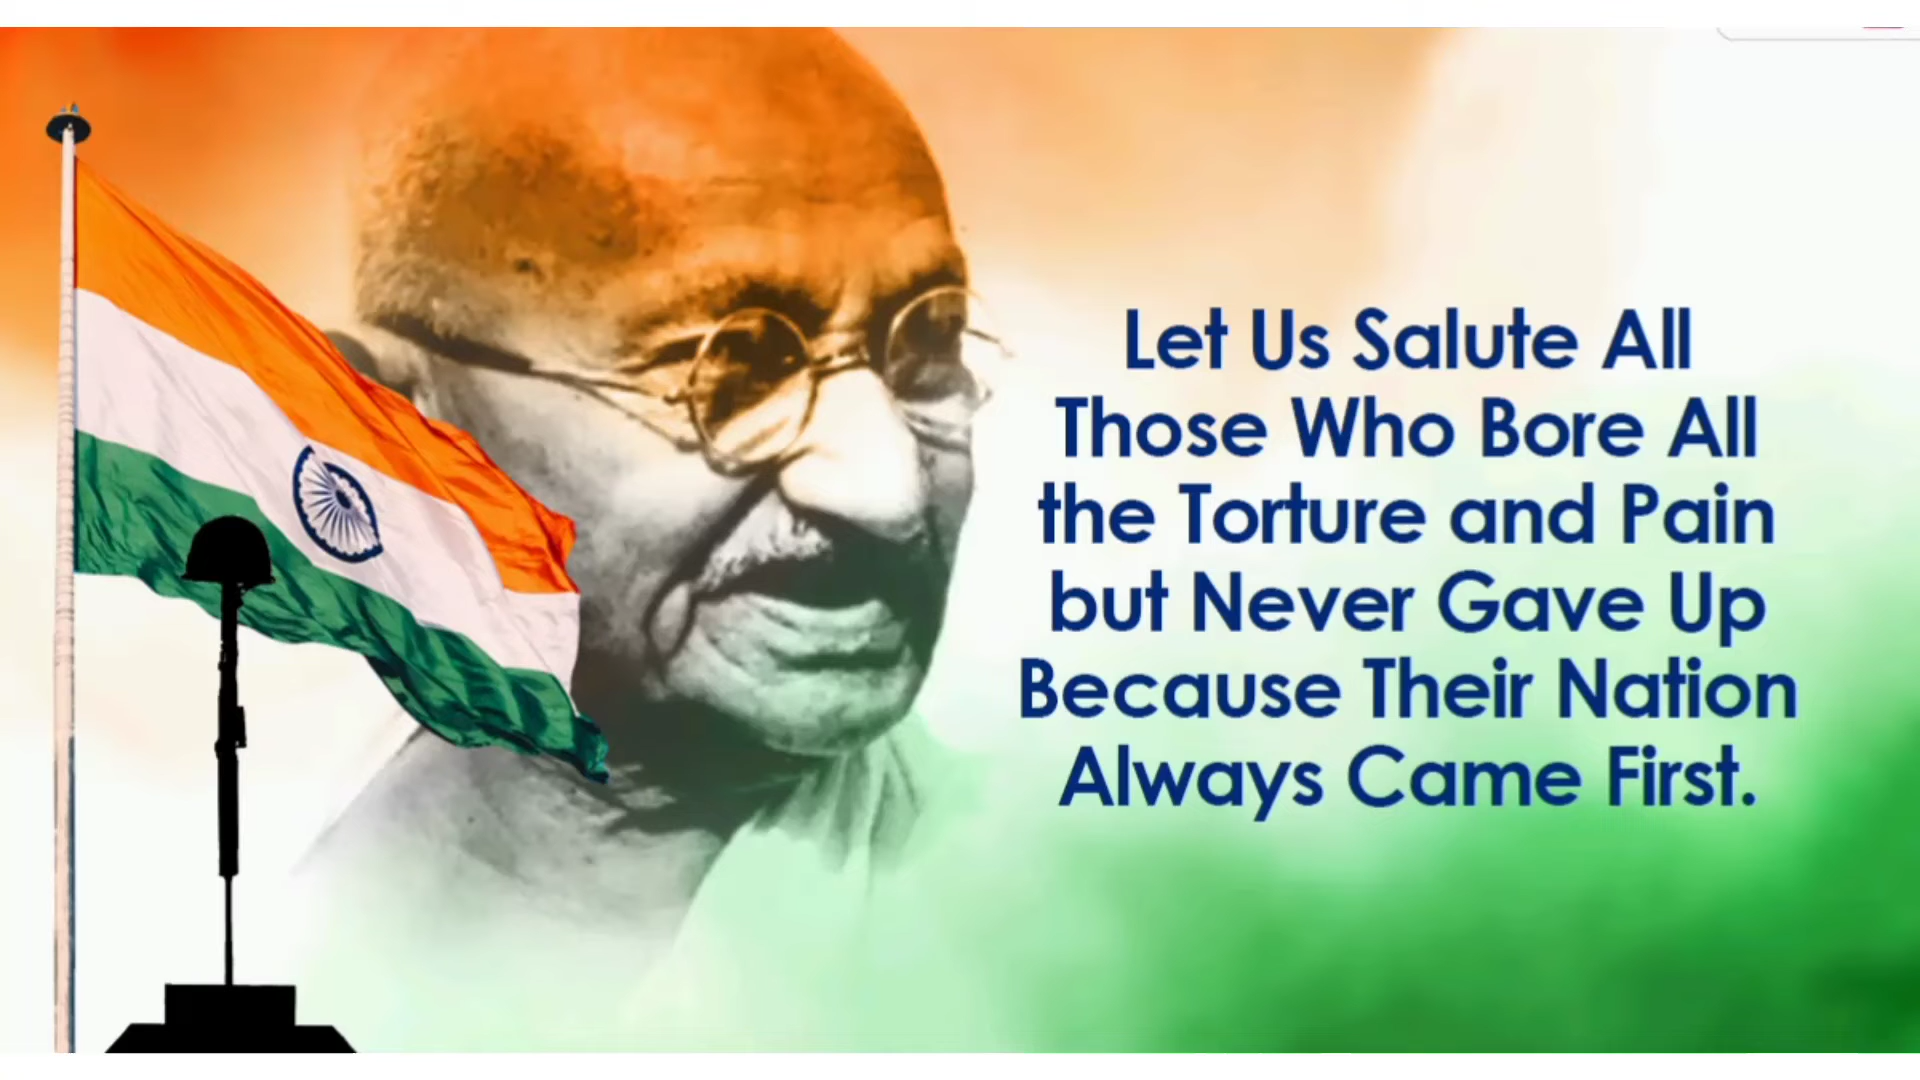 Let Us Salute All
Those Who Bore All
the Torture and Pain
but Never Gave Up
Because Their Nation
Always Came First.